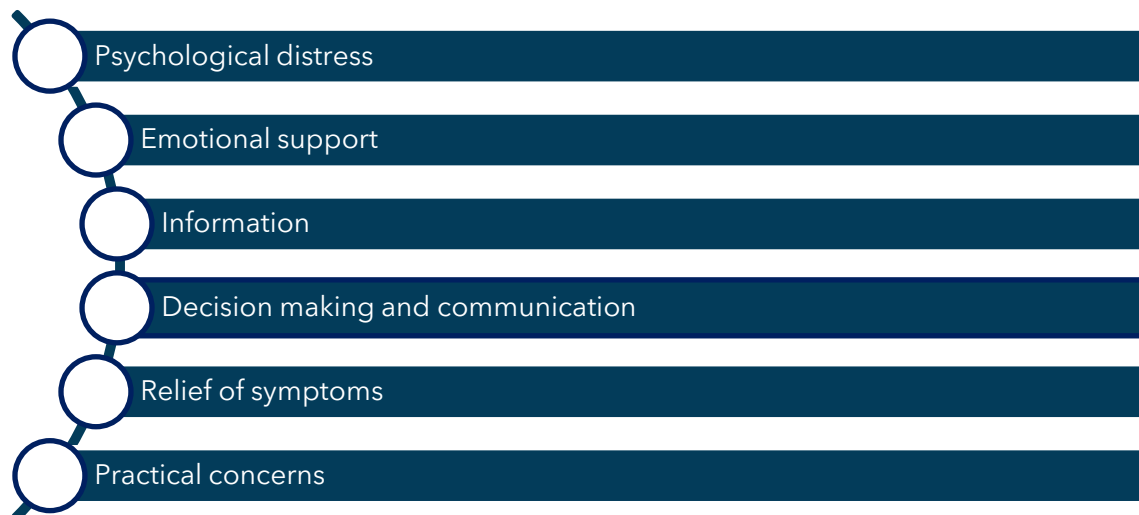 Psychological distress
Emotional support
Information
Decision making and communication
Relief of symptoms
Practical concerns